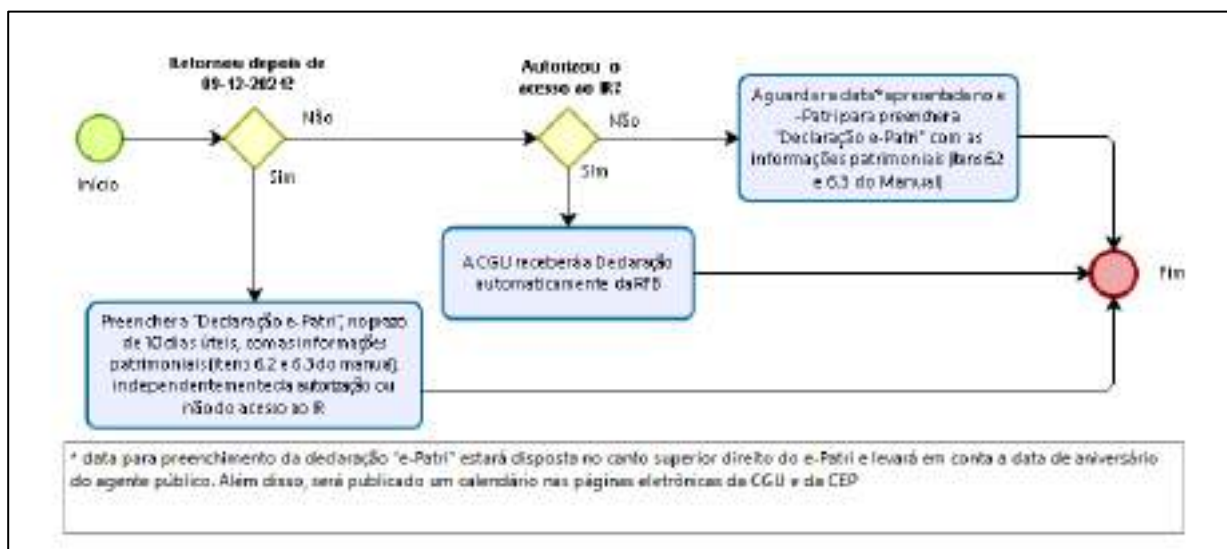 Retornou depois de
09-12-2021?
Autorizou o
acesso ao IR?
Início
Não
Sim
Não
Sim
Aguardar a data* apresentada no e
-Patri para preencher a
"Declaração e-Patri" com as
informações patrimoniais (itens 6.2
e 6.3 do Manual)
A CGU receberá a Declaração
automaticamente da RFB
Fim
Preencher a "Declaração e-Patri", no prazo
de 10 dias úteis, com as informações
patrimoniais (itens 6.2 e 6.3 do manual),
independentemente da autorização ou
não do acesso ao IR
* data para preenchimento da declaração "e-Patri" estará disposta no canto superior direito do e-Patri e levará em conta a data de aniversário
do agente público. Além disso, será publicado um calendário nas páginas eletrônicas da CGU e da CEP